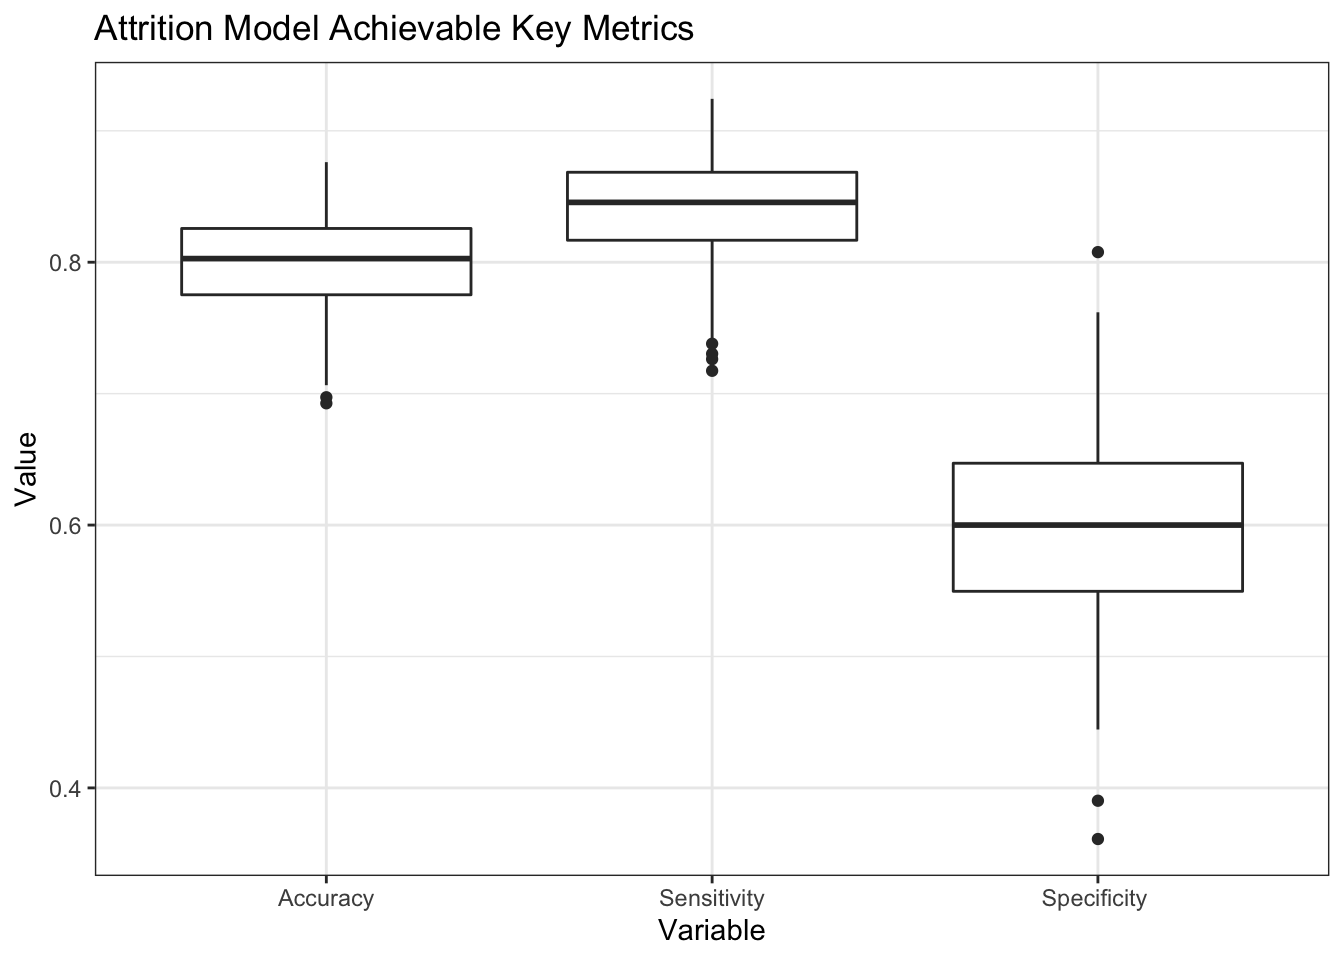 Attrition Model Achievable Key Metrics
0.8
0.6
0.4
Value
Accuracy Sensitivity Specificity
Variable